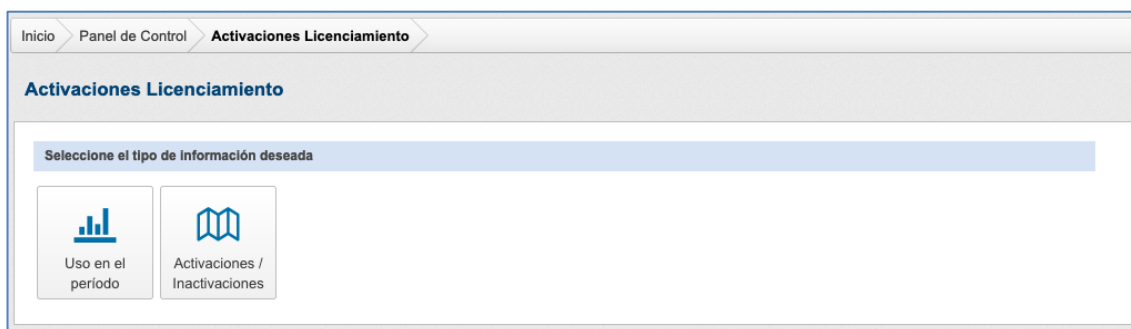 Inicio Panel de Control Activaciones Licenciamiento
Activaciones Licenciamiento
Seleccione el tipo de información deseada
Uso en el
período
Activaciones /
Inactivaciones